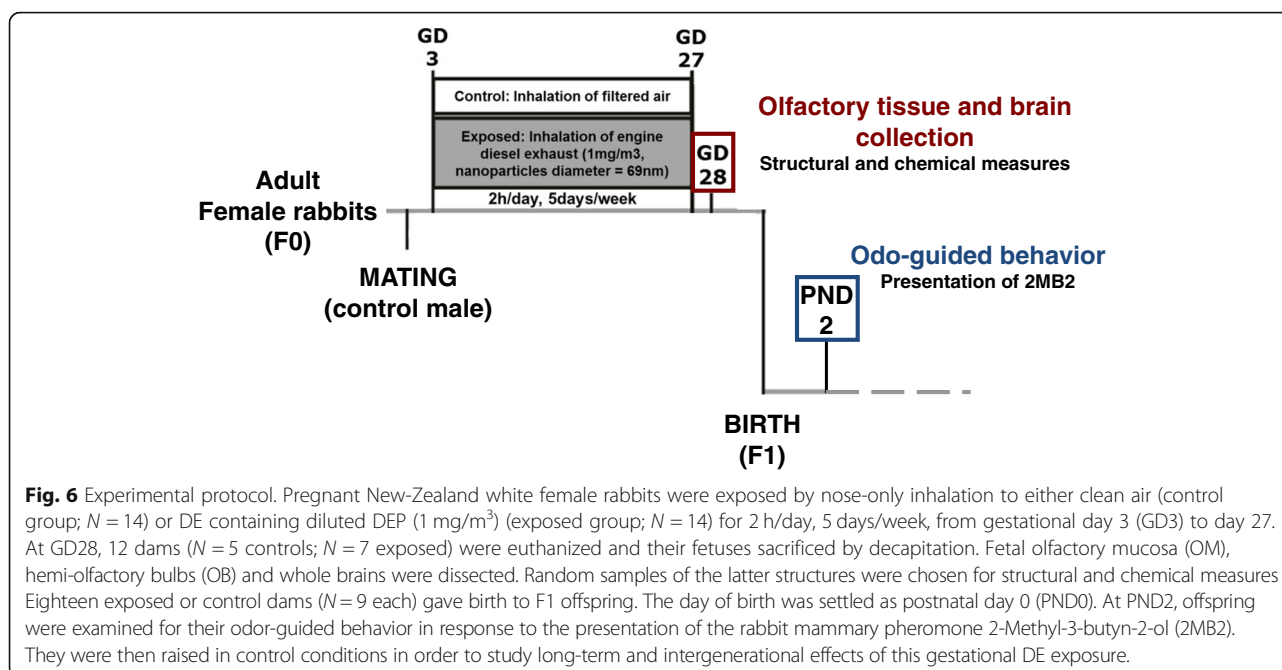 GD
3
GD
27
Control: Inhalation of filtered air
Exposed: Inhalation of engine
diesel exhaust (1mg/m3,
nanoparticles diameter = 69nm)
2h/day, 5days/week
GD
28
Olfactory tissue and brain
collection
Structural and chemical measures
Adult
Female rabbits
(F0)
MATING
(control male)
Odo-guided behavior
Presentation of 2MB2
PND
2
BIRTH
(F1)
Fig. 6 Experimental protocol. Pregnant New-Zealand white female rabbits were exposed by nose-only inhalation to either clean air (control
group; N = 14) or DE containing diluted DEP (1 mg/m³) (exposed group; N = 14) for 2 h/day, 5 days/week, from gestational day 3 (GD3) to day 27.
At GD28, 12 dams (N = 5 controls; N = 7 exposed) were euthanized and their fetuses sacrificed by decapitation. Fetal olfactory mucosa (OM),
hemi-olfactory bulbs (OB) and whole brains were dissected. Random samples of the latter structures were chosen for structural and chemical measures
Eighteen exposed or control dams (N = 9 each) gave birth to F1 offspring. The day of birth was settled as postnatal day 0 (PND0). At PND2, offspring
were examined for their odor-guided behavior in response to the presentation of the rabbit mammary pheromone 2-Methyl-3-butyn-2-ol (2MB2).
They were then raised in control conditions in order to study long-term and intergenerational effects of this gestational DE exposure.